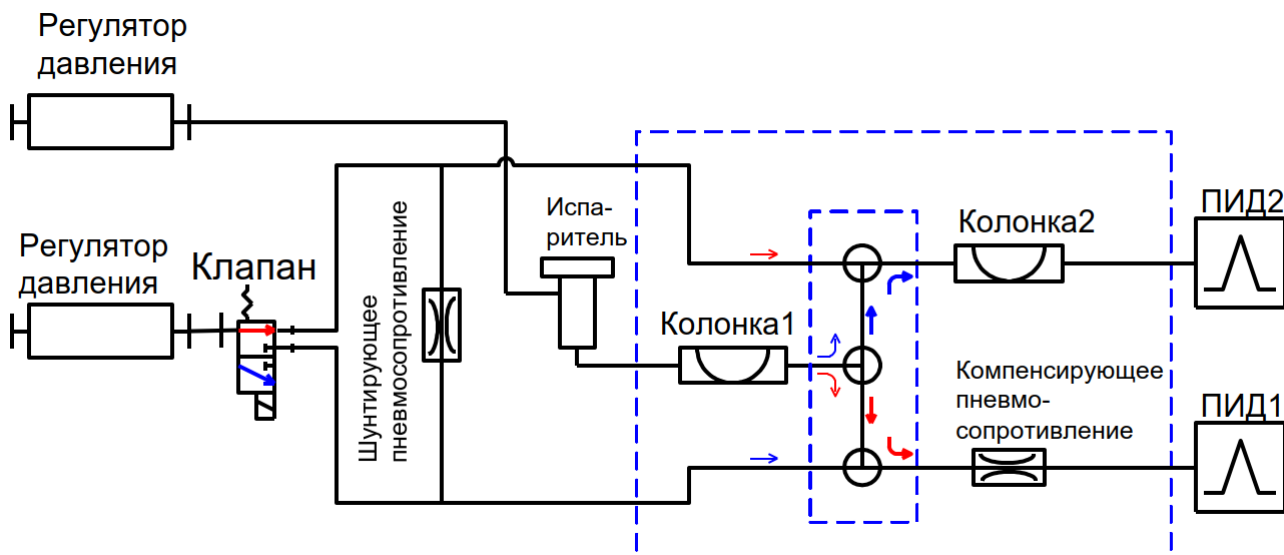 Регулятор
давления
Регулятор
давления
Клапан
Шунтирующее
пневмосопротивление
Испа-
ритель
Колонка1
Колонка2
ПИД2
Компенсирующее
пневмо-
сопротивление
ПИД1